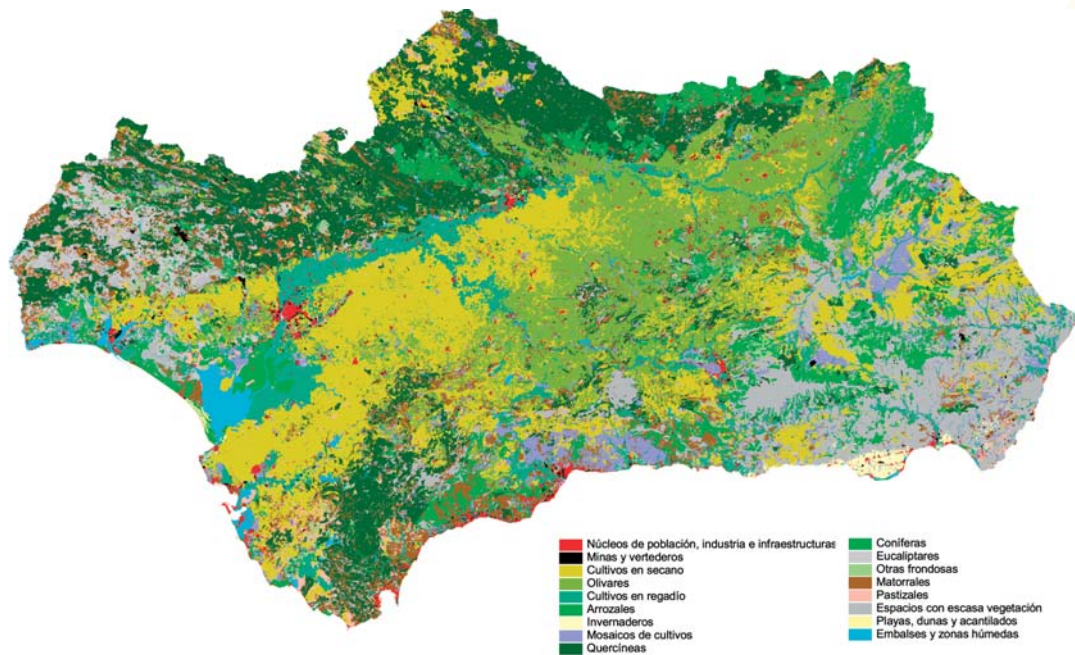 Núcleos de población, industria e infraestructuras
Minas y vertederos
Cultivos en secano
Olivares
Cultivos en regadío
Arrozales
Invernaderos
Mosaicos de cultivos
Quercíneas
Coníferas
Eucaliptares
Otras frondosas
Matorrales
Pastizales
Espacios con escasa vegetación
Playas, dunas y acantilados
Embalses y zonas húmedas